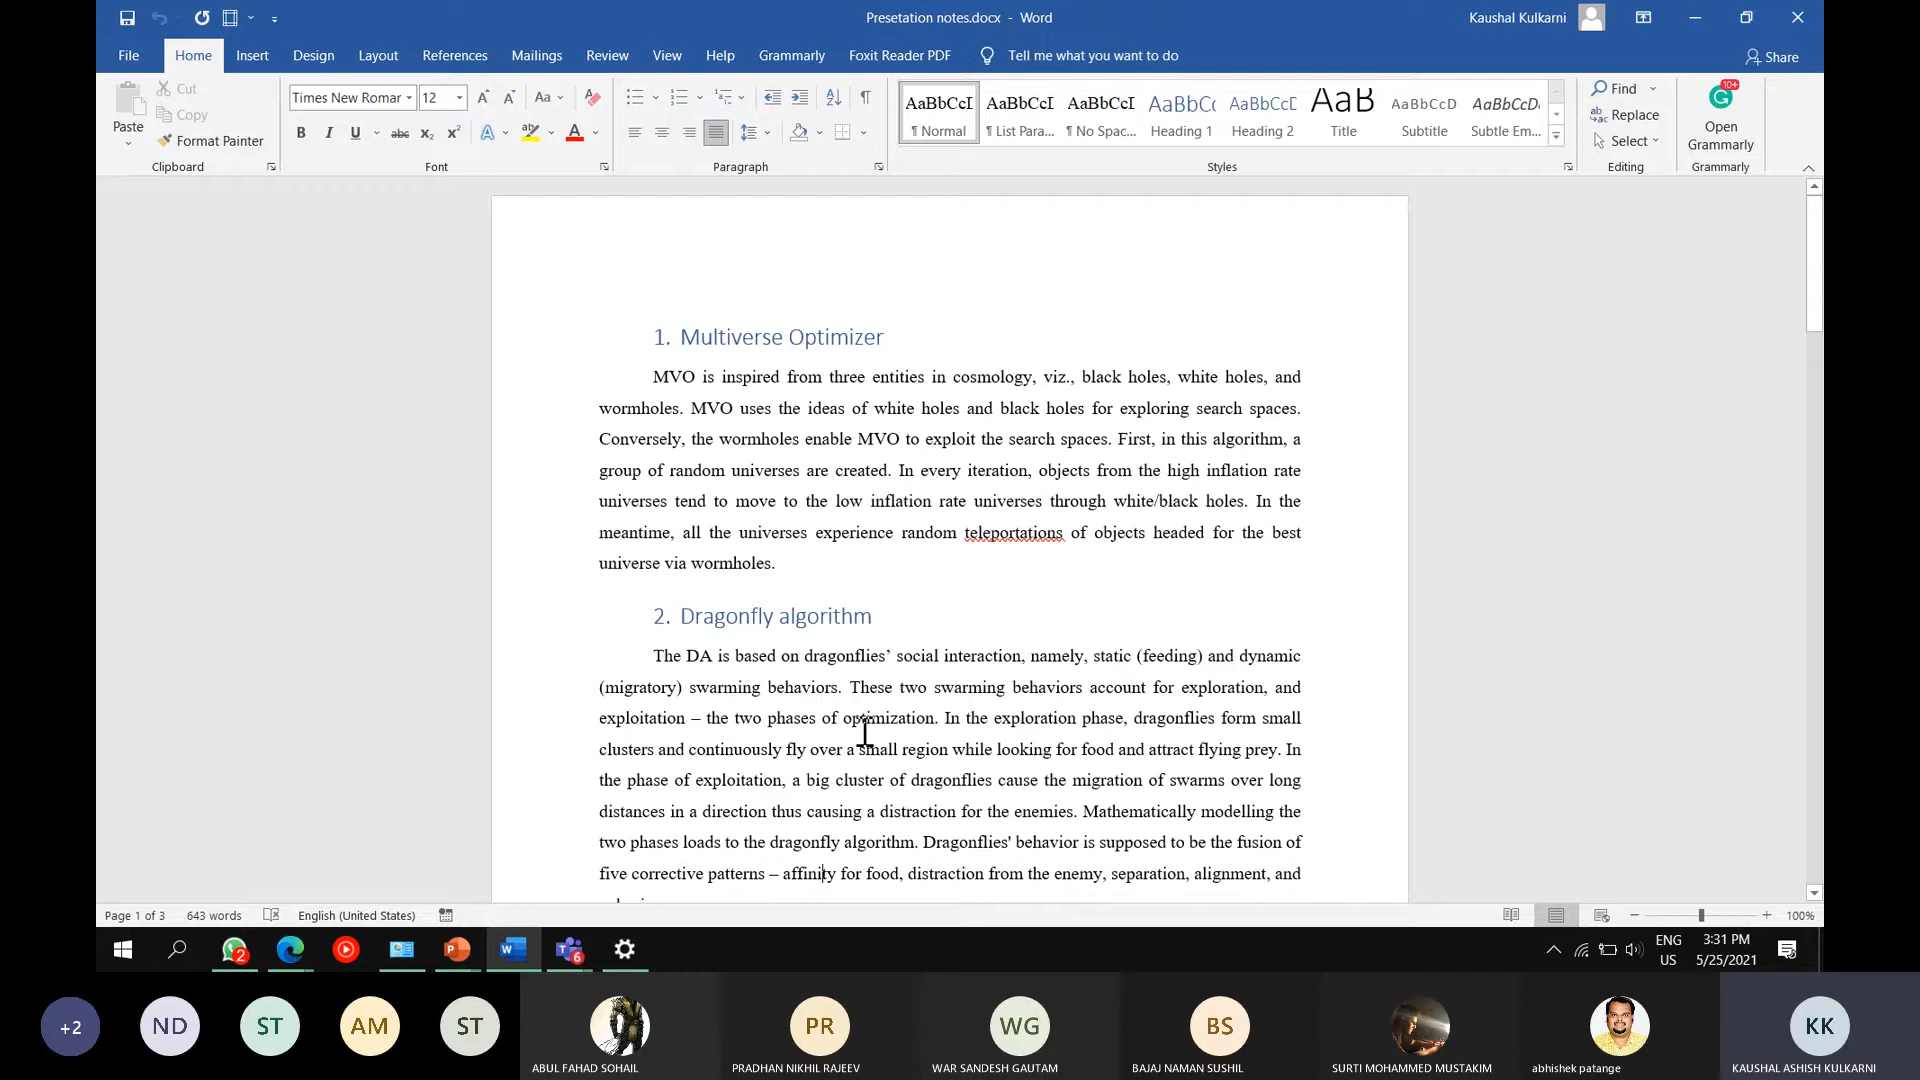 Presetation notes.docx - Word
Kaushal Kulkarni
File Home Insert Design Layout References Mailings Review View Help Grammarly Foxit Reader PDF Tell me what you want to do Share
Paste
Cut
Copy
Format Painter
Clipboard
Times New Romar 12
Font
Paragraph
AaBbCcI AaBbCcI AaBbCcI AaBbCc AaBbCcD AaB AaBbCcD AaBbCcD
¶ Normal ¶ List Para... ¶ No Spac... Heading 1 Heading 2 Title Subtitle Subtle Em...
Styles
Find
Replace
Select
Editing
10+
Open
Grammarly
Grammarly
1. Multiverse Optimizer
MVO is inspired from three entities in cosmology, viz., black holes, white holes, and
wormholes. MVO uses the ideas of white holes and black holes for exploring search spaces.
Conversely, the wormholes enable MVO to exploit the search spaces. First, in this algorithm, a
group of random universes are created. In every iteration, objects from the high inflation rate
universes tend to move to the low inflation rate universes through white/black holes. In the
meantime, all the universes experience random teleportations of objects headed for the best
universe via wormholes.
2. Dragonfly algorithm
The DA is based on dragonflies’ social interaction, namely, static (feeding) and dynamic
(migratory) swarming behaviors. These two swarming behaviors account for exploration, and
exploitation – the two phases of optimization. In the exploration phase, dragonflies form small
clusters and continuously fly over a small region while looking for food and attract flying prey. In
the phase of exploitation, a big cluster of dragonflies cause the migration of swarms over long
distances in a direction thus causing a distraction for the enemies. Mathematically modelling the
two phases loads to the dragonfly algorithm. Dragonflies' behavior is supposed to be the fusion of
five corrective patterns – affinity for food, distraction from the enemy, separation, alignment, and
Page 1 of 3 643 words English (United States) 100%
2 6
ENG
US
3:31 PM
5/25/2021
+2 ND ST AM ST PR WG BS KK
ABUL FAHAD SOHAIL PRADHAN NIKHIL RAJEEV WAR SANDESH GAUTAM BAJAJ NAMAN SUSHIL SURTI MOHAMMED MUSTAKIM abhishek patange KAUSHAL ASHISH KULKARNI